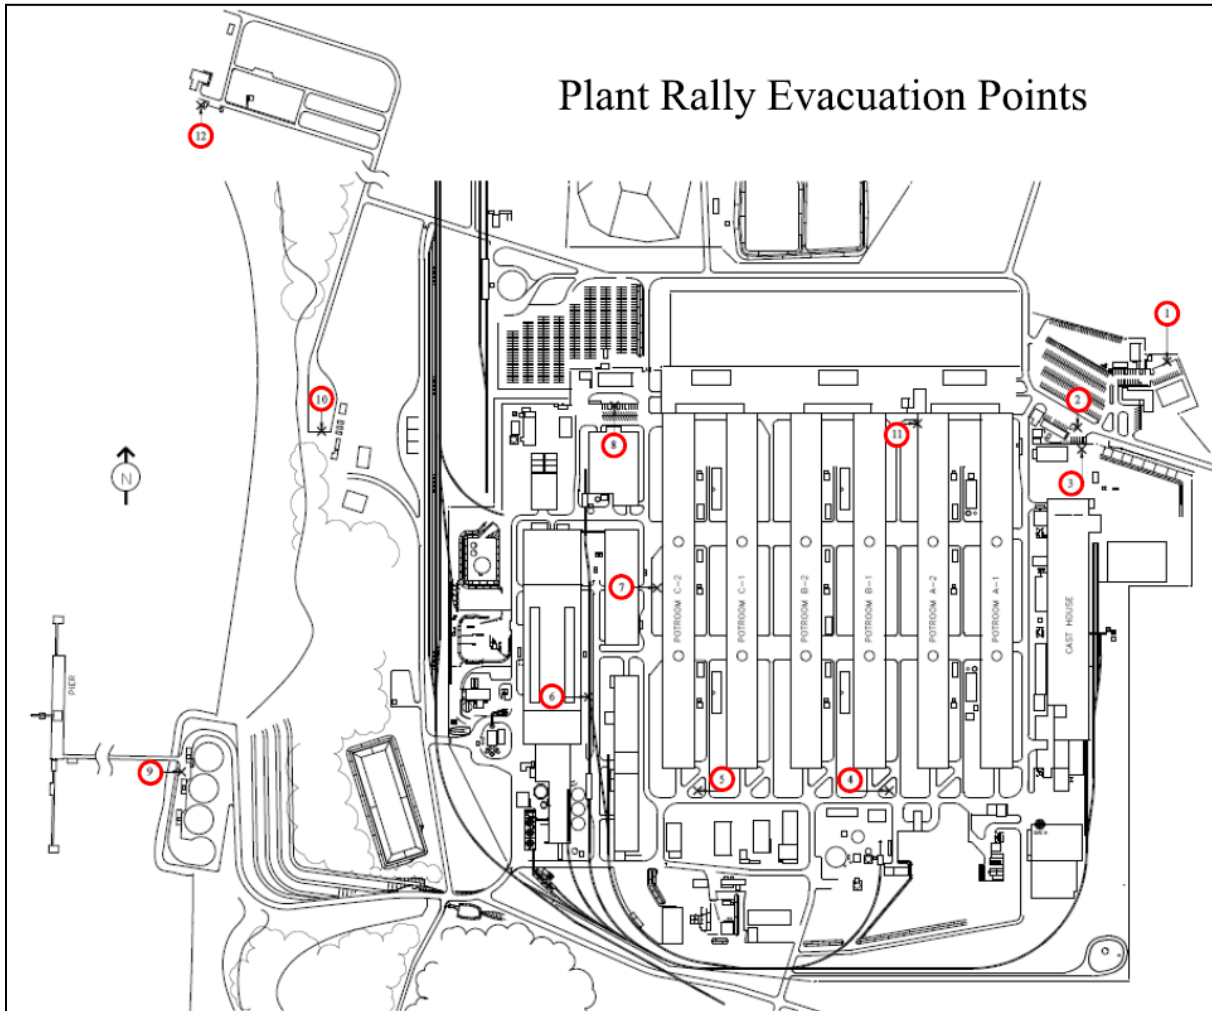 Plant Rally Evacuation Points
12
1
10
2
11
8
3
N
7
POTROOM C-2
POTROOM C-1
POTROOM B-2
POTROOM B-1
POTROOM A-2
POTROOM A-1
CAST HOUSE
6
PIER
9
5
4